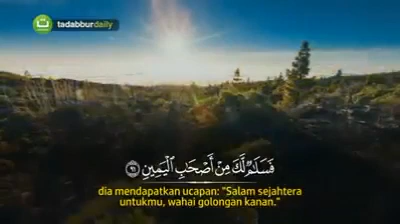 tadabburdaily
فَسَلَٰمٌ لَّكَ مِنْ أَصْحَٰبِ ٱلْيَمِينِ ۝٩١
dia mendapatkan ucapan: "Salam sejahtera
untukmu, wahai golongan kanan."